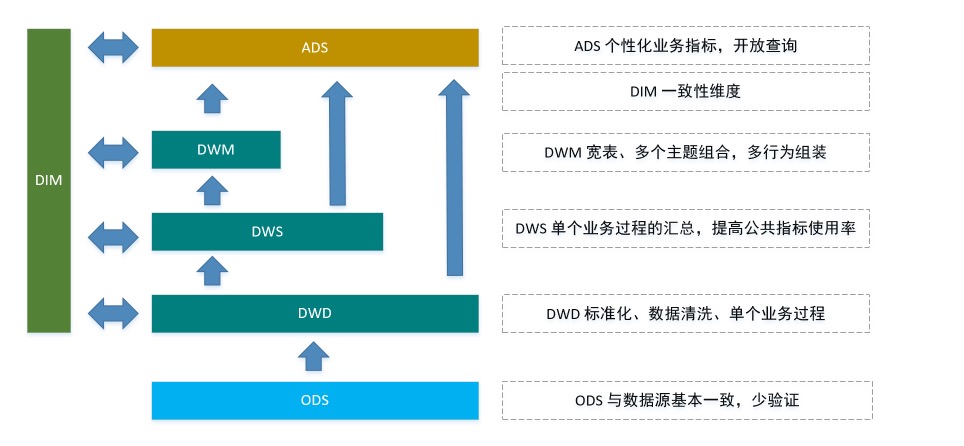 ADS
ADS 个性化业务指标，开放查询
DIM 一致性维度
DWM
DWM 宽表、多个主题组合，多行为组装
DIM
DWS
DWS 单个业务过程的汇总，提高公共指标使用率
DWD
DWD 标准化、数据清洗、单个业务过程
ODS
ODS 与数据源基本一致，少验证